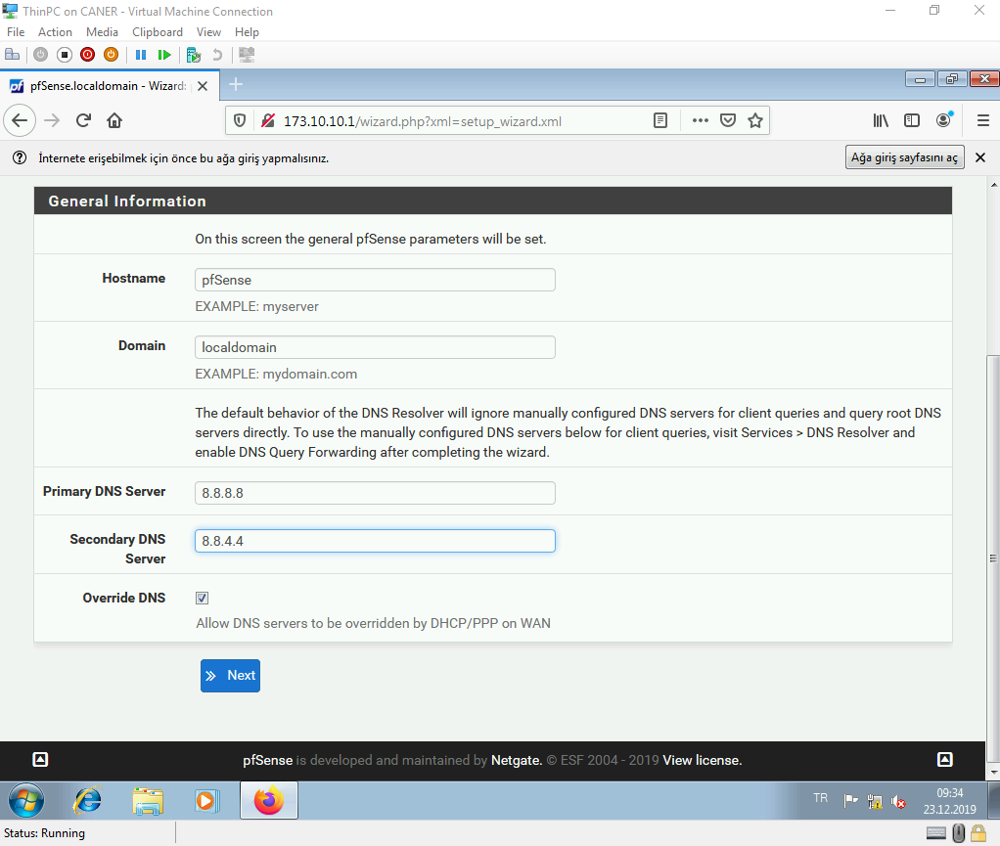 ThinPC on CANER - Virtual Machine Connection
File Action Media Clipboard View Help
pfSense.localdomain - Wizard:
173.10.10.1/wizard.php?xml=setup_wizard.xml
İnternete erişebilmek için önce bu ağa giriş yapmalısınız.
Ağa giriş sayfasını aç
General Information
On this screen the general pfSense parameters will be set.
Hostname
pfSense
EXAMPLE: myserver
Domain
localdomain
EXAMPLE: mydomain.com
The default behavior of the DNS Resolver will ignore manually configured DNS servers for client queries and query root DNS
servers directly. To use the manually configured DNS servers below for client queries, visit Services > DNS Resolver and
enable DNS Query Forwarding after completing the wizard.
Primary DNS Server
8.8.8.8
Secondary DNS
Server
8.8.4.4
Override DNS
Allow DNS servers to be overridden by DHCP/PPP on WAN
Next
pfSense is developed and maintained by Netgate. © ESF 2004 - 2019 View license.
TR
09:34
23.12.2019
Status: Running